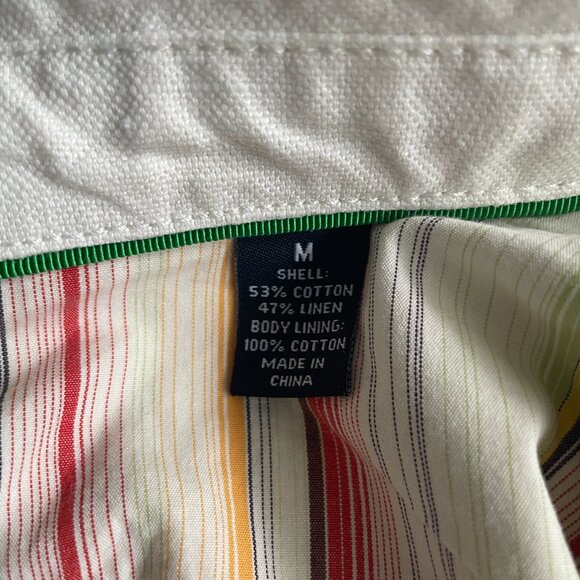 M
SHELL:
53% COTTON
47% LINEN
BODY LINING:
100% COTTON
MADE IN
CHINA